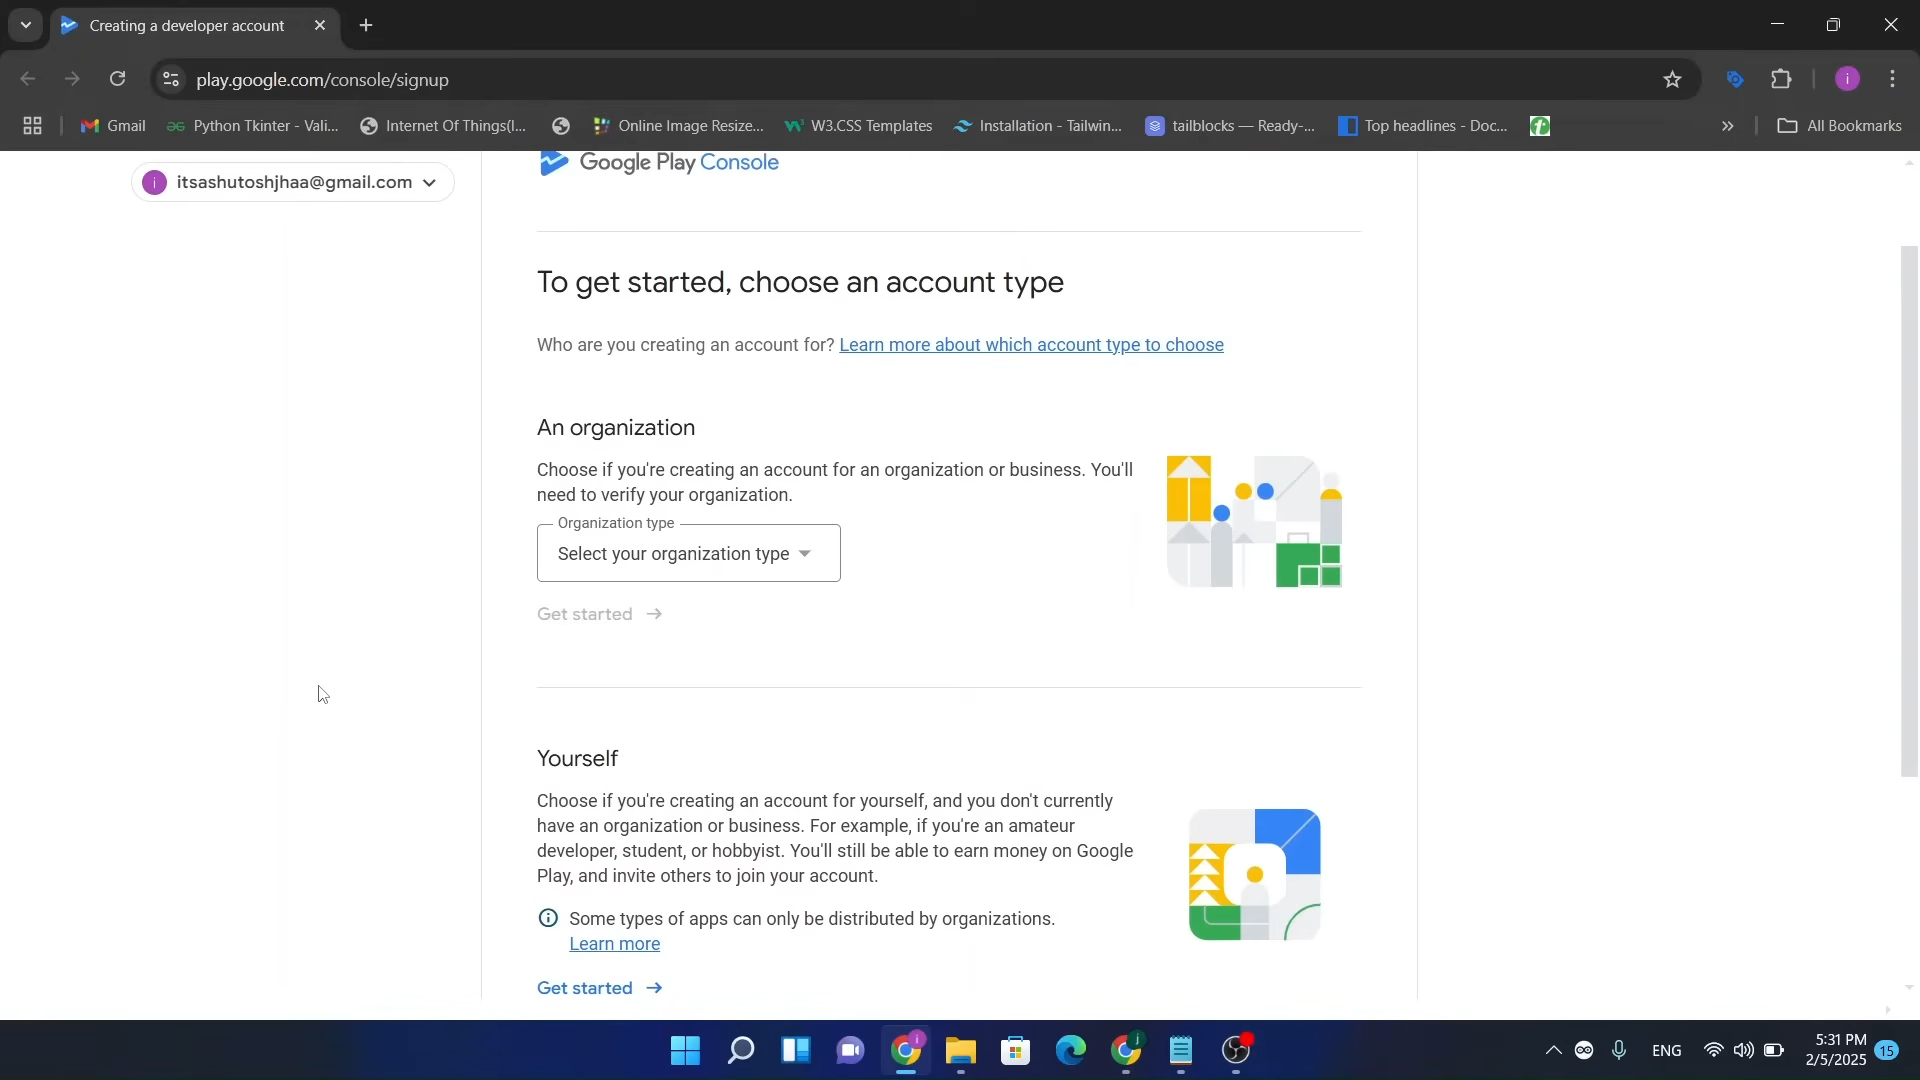 Creating a developer account
play.google.com/console/signup
Gmail
Python Tkinter - Vali...
Internet Of Things(I...
Online Image Resize...
W3.CSS Templates
Installation - Tailwin...
tailblocks — Ready-...
Top headlines - Doc...
All Bookmarks
itsashutoshjhaa@gmail.com
Google Play Console
To get started, choose an account type
Who are you creating an account for? Learn more about which account type to choose
An organization
Choose if you're creating an account for an organization or business. You'll
need to verify your organization.
Organization type
Select your organization type
Get started
Yourself
Choose if you're creating an account for yourself, and you don't currently
have an organization or business. For example, if you're an amateur
developer, student, or hobbyist. You'll still be able to earn money on Google
Play, and invite others to join your account.
Some types of apps can only be distributed by organizations.
Learn more
Get started
ENG
5:31 PM
2/5/2025
15